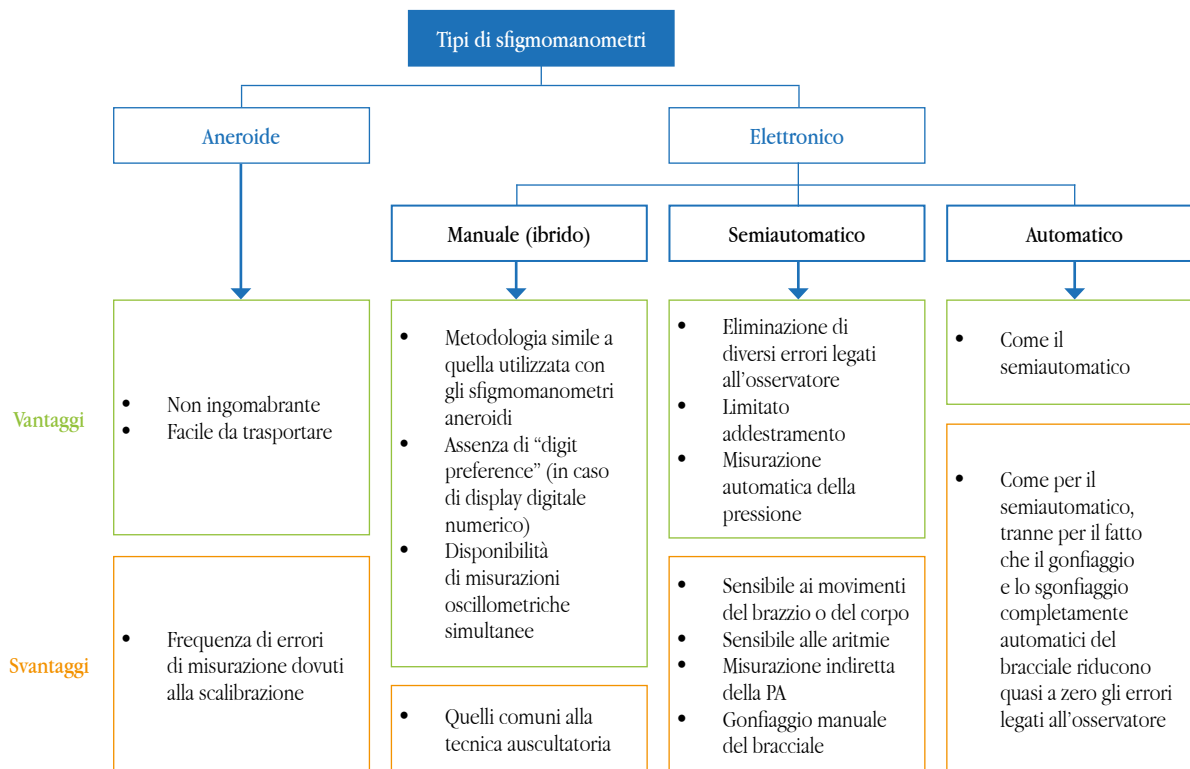 Tipi di sfigmomanometri
Aneroide
Elettronico
Manuale (ibrido)
Semiautomatico
Automatico
Vantaggi
• Non ingomabrante
• Facile da trasportare
• Metodologia simile a
quella utilizzata con
gli sfigmomanometri
aneroidi
• Assenza di “digit
preference” (in caso
di display digitale
numerico)
• Disponibilità
di misurazioni
oscillometriche
simultanee
• Eliminazione di
diversi errori legati
all’osservatore
• Limitato
addestramento
• Misurazione
automatica della
pressione
• Come il
semiautomatico
Svantaggi
• Frequenza di errori
di misurazione dovuti
alla scalibrazione
• Quelli comuni alla
tecnica auscultatoria
• Sensibile ai movimenti
del brazzio o del corpo
• Sensibile alle aritmie
• Misurazione indiretta
della PA
• Gonfiaggio manuale
del bracciale
• Come per il
semiautomatico,
tranne per il fatto
che il gonfiaggio
e lo sgonfiaggio
completamente
automatici del
bracciale riducono
quasi a zero gli errori
legati all’osservatore